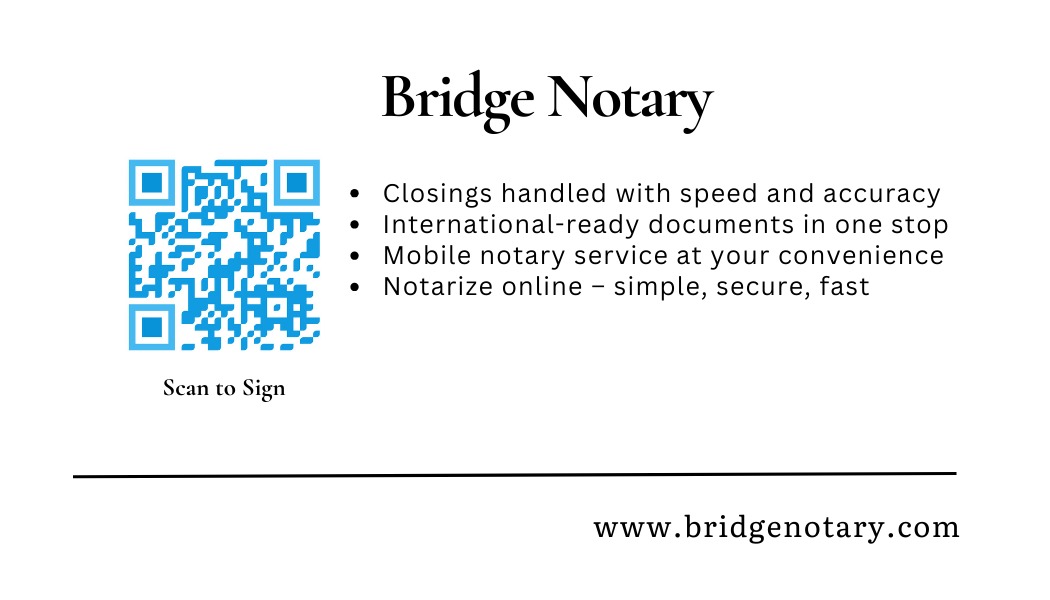 Bridge Notary
• Closings handled with speed and accuracy
• International-ready documents in one stop
• Mobile notary service at your convenience
• Notarize online – simple, secure, fast
Scan to Sign
www.bridgenotary.com